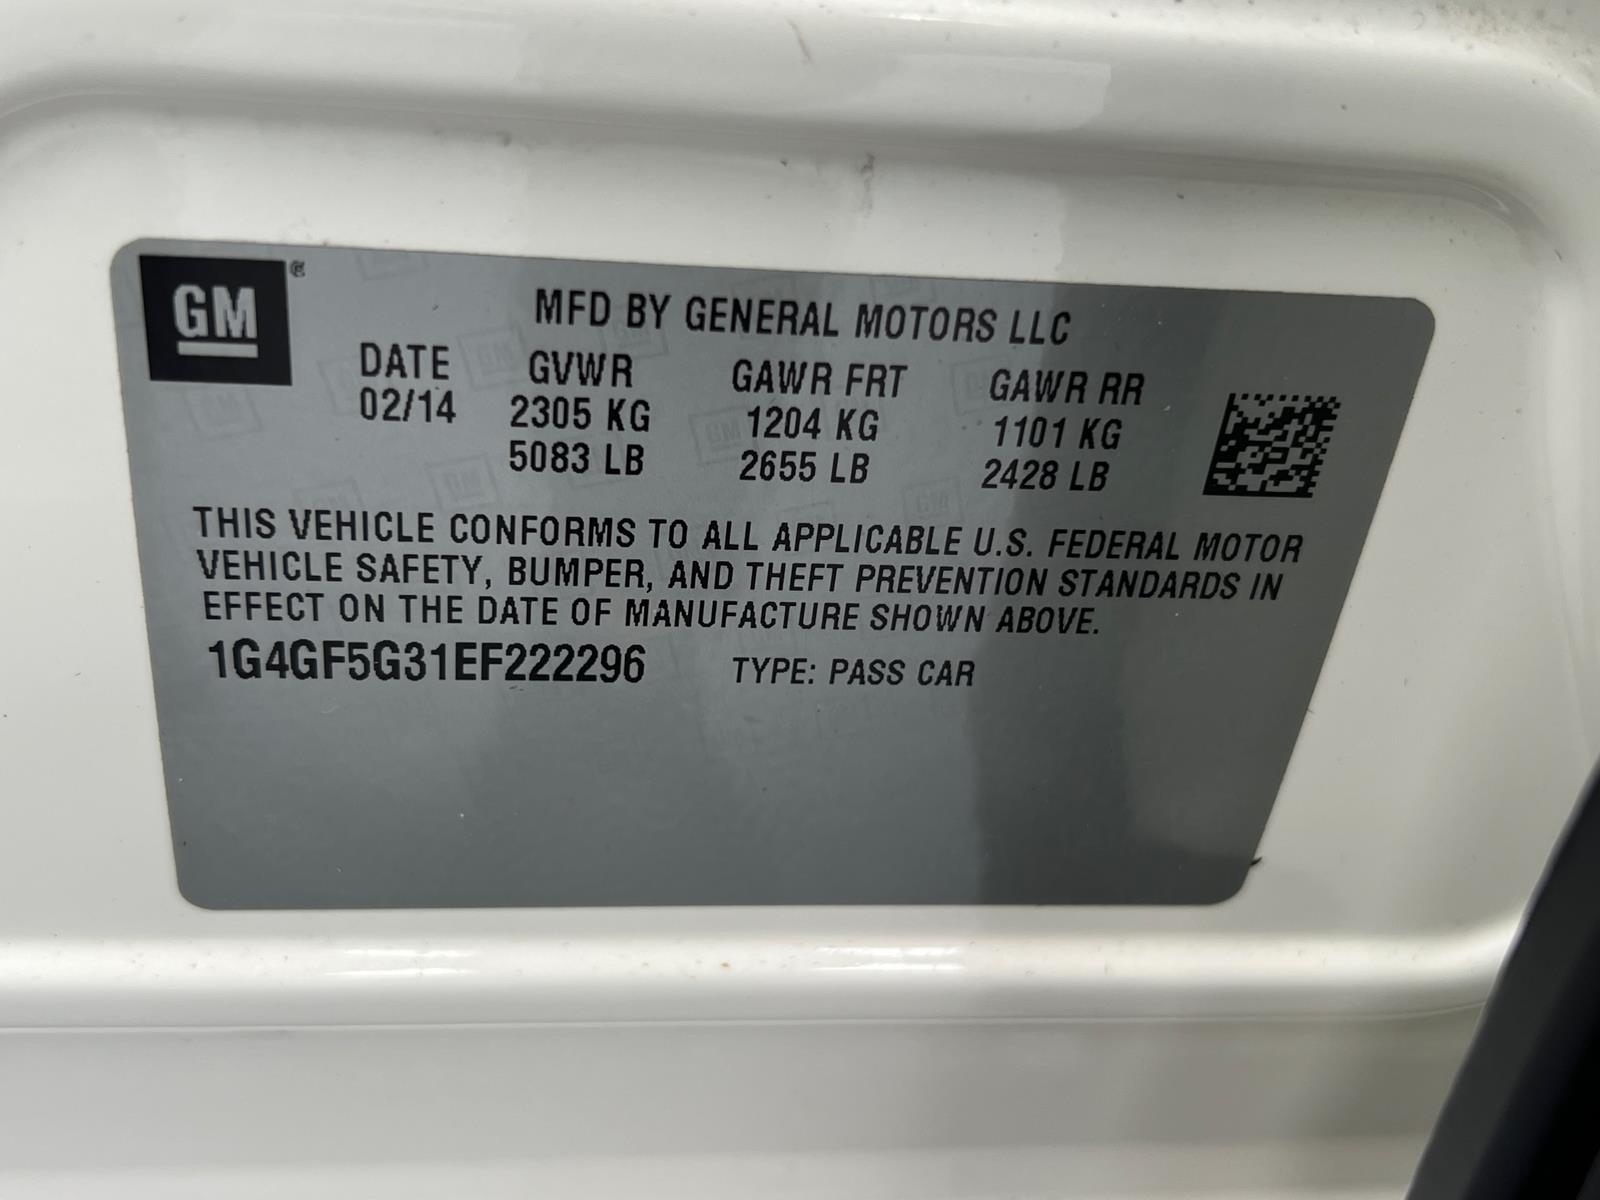 GM
MFD BY GENERAL MOTORS LLC
DATE GVWR GAWR FRT GAWR RR
02/14 2305 KG 1204 KG 1101 KG
5083 LB 2655 LB 2428 LB
THIS VEHICLE CONFORMS TO ALL APPLICABLE U.S. FEDERAL MOTOR
VEHICLE SAFETY, BUMPER, AND THEFT PREVENTION STANDARDS IN
EFFECT ON THE DATE OF MANUFACTURE SHOWN ABOVE.
1G4GF5G31EF222296 TYPE: PASS CAR